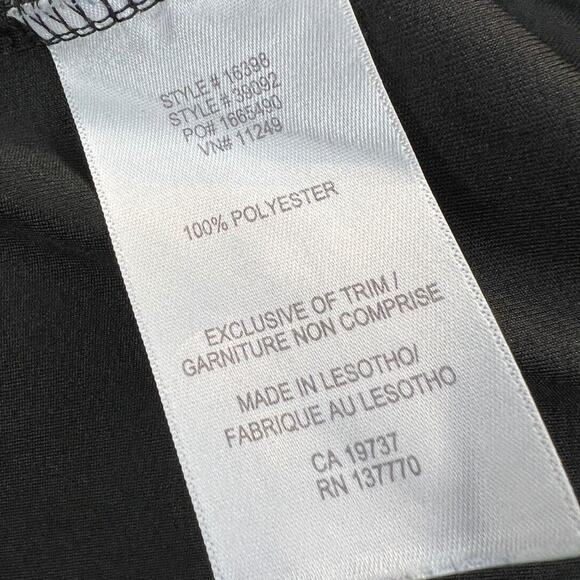 STYLE # 16398
STYLE # 39092
PO# 1665490
VN# 11249
100% POLYESTER
EXCLUSIVE OF TRIM /
GARNITURE NON COMPRISE
MADE IN LESOTHO/
FABRIQUE AU LESOTHO
CA 19737
RN 137770